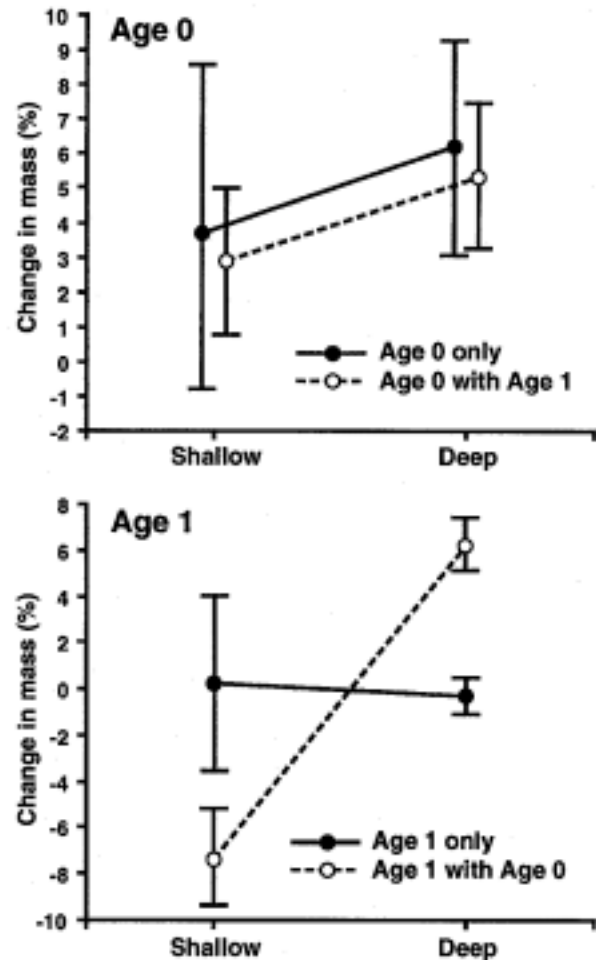 Age 0
Change in mass (%)
10
9
8
7
6
5
4
3
2
1
0
-1
-2
Age 0 only
Age 0 with Age 1
Shallow Deep
Age 1
Change in mass (%)
8
6
4
2
0
-2
-4
-6
-8
-10
Age 1 only
Age 1 with Age 0
Shallow Deep